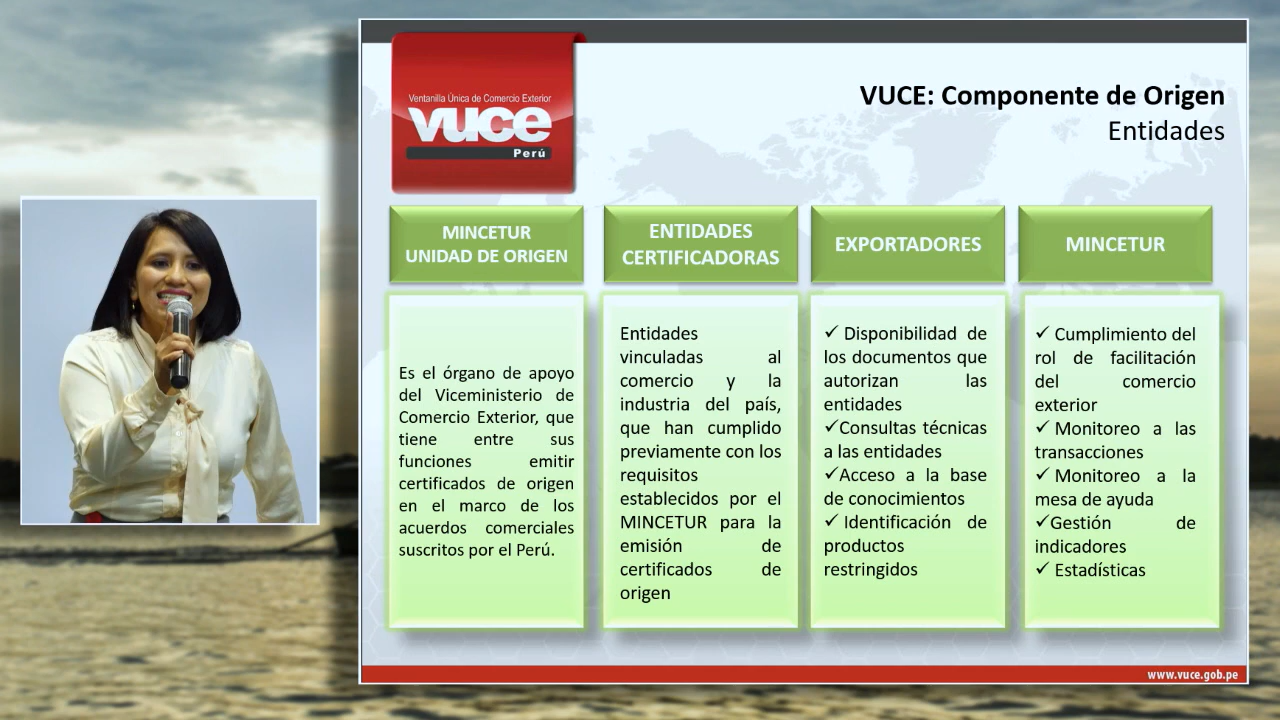 Ventanilla Única de Comercio Exterior
vuce
Perú
VUCE: Componente de Origen
Entidades
MINCETUR
UNIDAD DE ORIGEN
Es el órgano de apoyo
del Viceministerio de
Comercio Exterior, que
tiene entre sus
funciones emitir
certificados de origen
en el marco de los
acuerdos comerciales
suscritos por el Perú.
ENTIDADES
CERTIFICADORAS
Entidades
vinculadas al
comercio y la
industria del país,
que han cumplido
previamente con los
requisitos
establecidos por el
MINCETUR para la
emisión de
certificados de
origen
EXPORTADORES
✓ Disponibilidad de
los documentos que
autorizan las
entidades
✓Consultas técnicas
a las entidades
✓Acceso a la base
de conocimientos
✓ Identificación de
productos
restringidos
MINCETUR
✓ Cumplimiento del
rol de facilitación
del comercio
exterior
✓ Monitoreo a las
transacciones
✓ Monitoreo a la
mesa de ayuda
✓Gestión de
indicadores
✓ Estadísticas
www.vuce.gob.pe